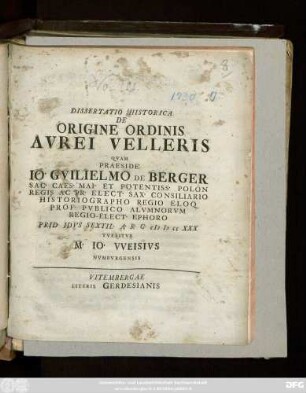 DISSERTATIO HISTORICA
DE
ORIGINE ORDINIS
AVREI VELLERIS
QVAM
PRAESIDE
IO· GVILIELMO DE BERGER
SAC· CAES· MAI· ET POTENTISS· POLON
REGIS AC PR· ELECT· SAX· CONSILIARIO
HISTORIOGRAPHO REGIO ELOQ·
PROF· PVBLICO ALVMNORVM
REGIO-ELECT· EPHORO
PRID· IDVS SEXTIL· A· R· G· cIɔ Iɔ cc XXX
M· IO· VVEISIVS
VITEMBERGAE
LITERIS GERDESIANIS